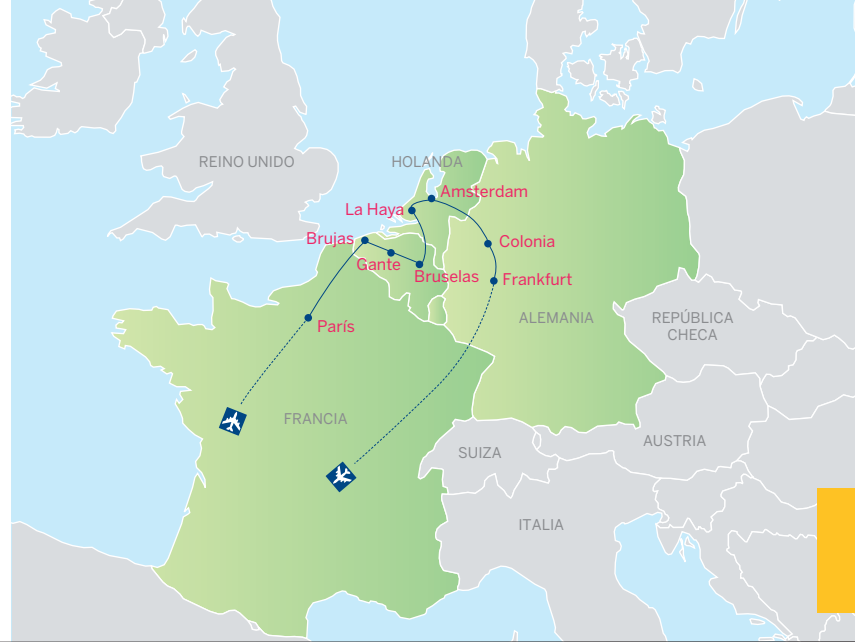 REINO UNIDO
HOLANDA
Amsterdam
La Haya
Brujas
Colonia
Gante
Bruselas
Frankfurt
París
ALEMANIA
REPÚBLICA
CHECA
FRANCIA
AUSTRIA
SUIZA
ITALIA